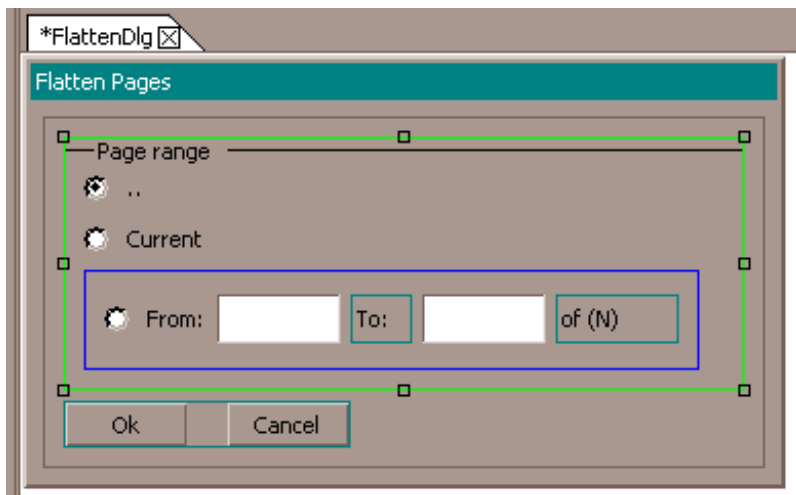 *FlattenDlg
Flatten Pages
Page range
..
Current
From: To: of (N)
Ok Cancel